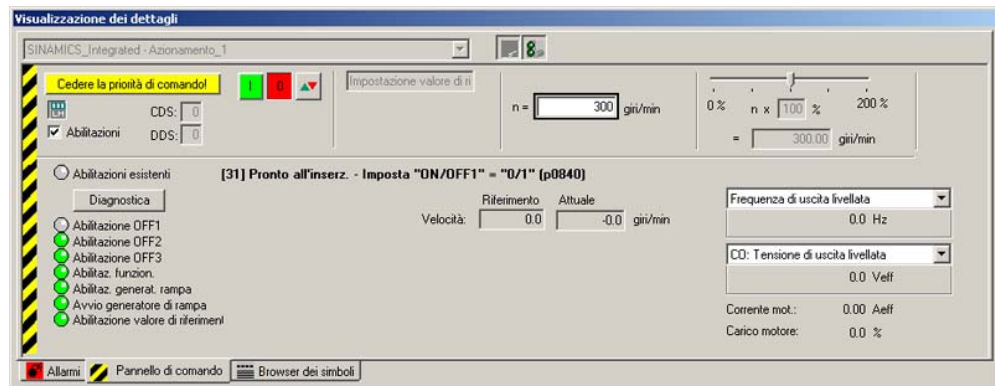 Visualizzazione dei dettagli
SINAMICS_Integrated - Azionamento_1
Cedere la priorità di comando!
I
0
Impostazione valore di ri
CDS: 0
Abilitazioni
DDS: 0
n = 300 giri/min
0 %
n x 100 %
200 %
= 300.00 giri/min
Abilitazioni esistenti
[31] Pronto all'inserz. - Imposta "ON/OFF1" = "0/1" (p0840)
Diagnostica
Abilitazione OFF1
Abilitazione OFF2
Abilitazione OFF3
Abilitaz. funzion.
Abilitaz. generat. rampa
Avvio generatore di rampa
Abilitazione valore di riferiment
Riferimento Attuale
Velocità: 0.0 -0.0 giri/min
Frequenza di uscita livellata
0.0 Hz
CO: Tensione di uscita livellata
0.0 Veff
Corrente mot.: 0.00 Aeff
Carico motore: 0.0 %
Allarmi
Pannello di comando
Browser dei simboli